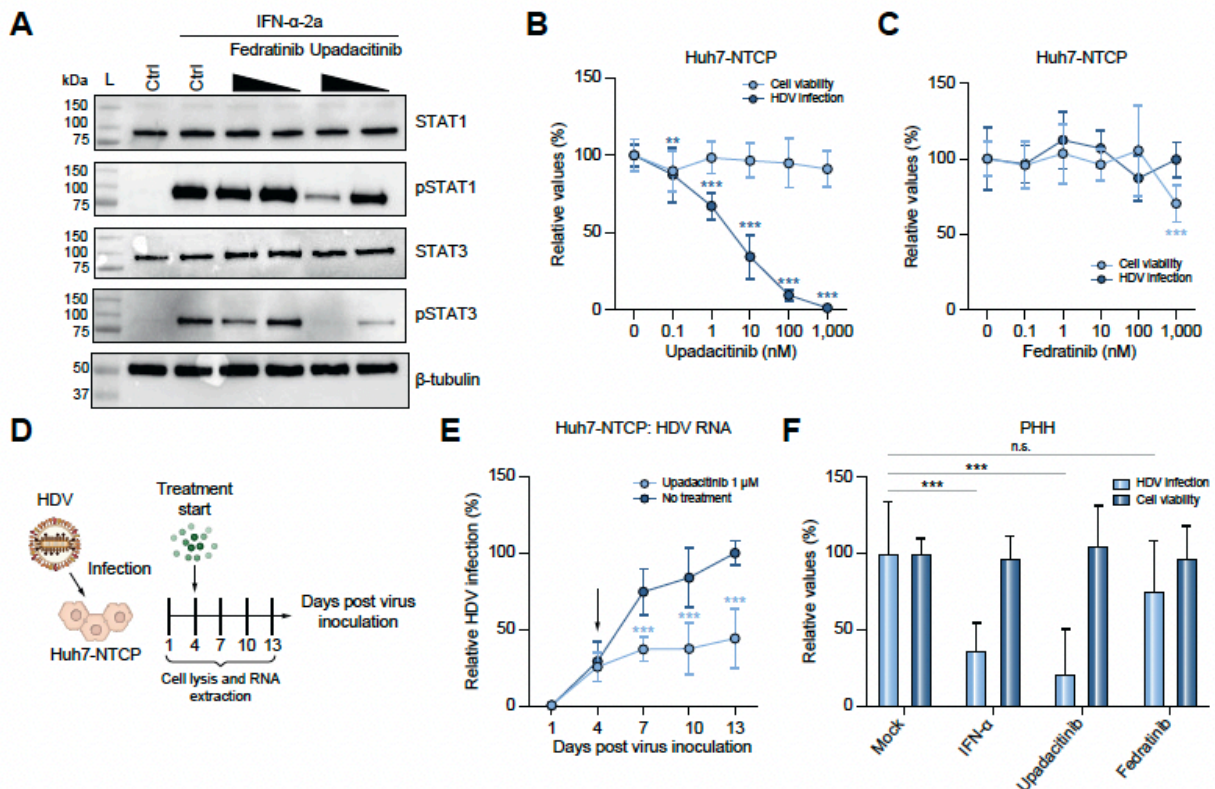 A
IFN-α-2a
Fedratinib Upadacitinib
kDa L Ctrl Ctrl
150
100
75
STAT1
150
100
75
pSTAT1
150
100
75
STAT3
150
100
75
pSTAT3
50
37
β-tubulin
B
Huh7-NTCP
Cell viability
HDV infection
Relative values (%)
150
100
50
0
**
***
***
***
***
0 0.1 1 10 100 1,000
Upadacitinib (nM)
C
Huh7-NTCP
Relative values (%)
150
100
50
0
***
Cell viability
HDV infection
0 0.1 1 10 100 1,000
Fedratinib (nM)
D
HDV
Treatment
start
Infection
Huh7-NTCP
1 4 7 10 13
Days post virus
inoculation
Cell lysis and RNA
extraction
E
Huh7-NTCP: HDV RNA
Upadacitinib 1 µM
No treatment
Relative HDV infection (%)
150
100
50
0
***
***
***
1 4 7 10 13
Days post virus inoculation
F
PHH
n.s.
***
***
HDV infection
Cell viability
Relative values (%)
150
100
50
0
Mock
IFN-α
Upadacitinib
Fedratinib